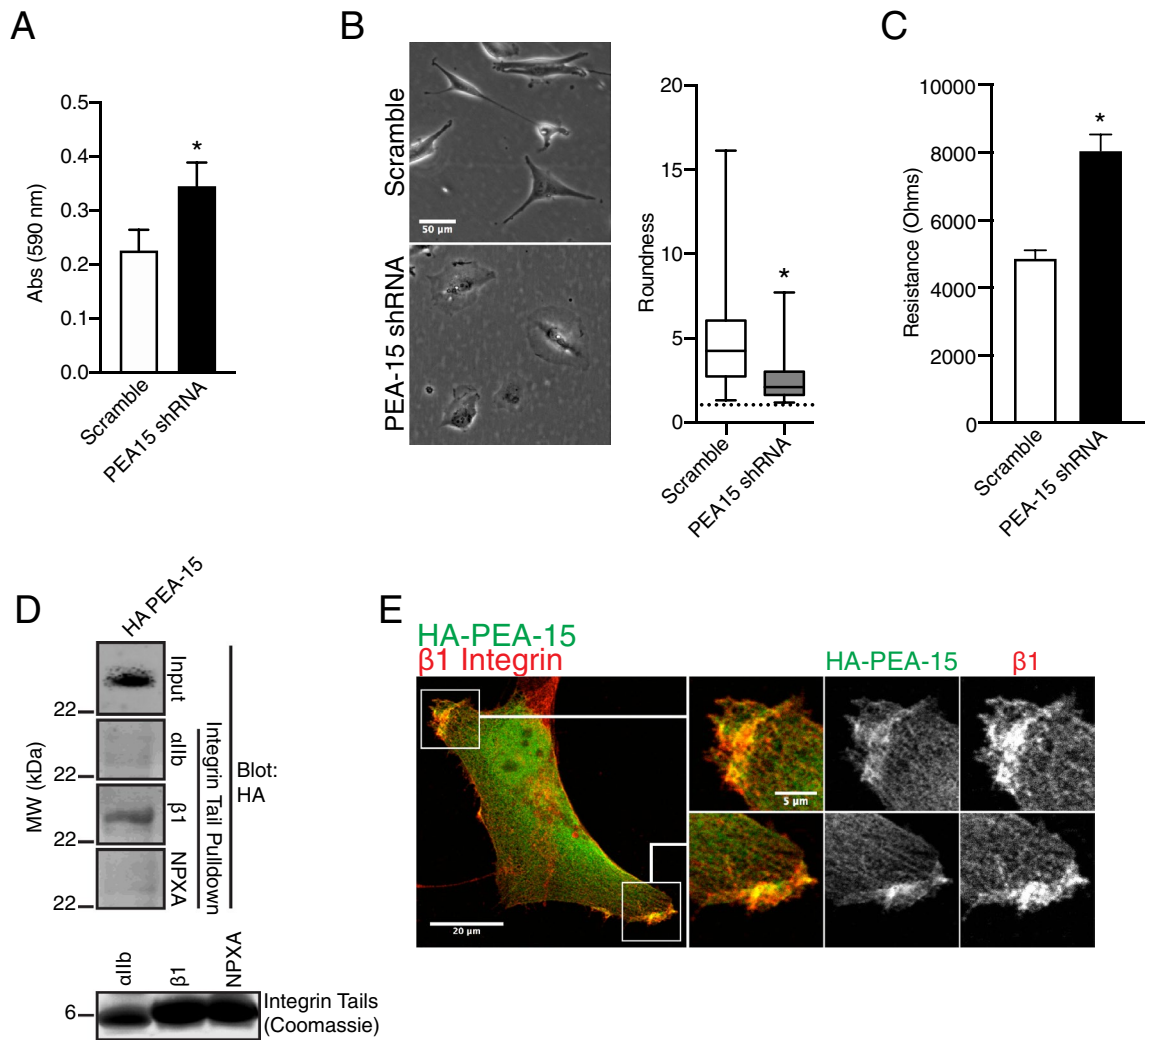 A
Abs (590 nm)
0.5
0.4
0.3
0.2
0.1
0.0
*
Scramble
PEA15 shRNA
B
Scramble
50 µm
PEA-15 shRNA
Roundness
20
15
10
5
0
*
Scramble
PEA15 shRNA
C
Resistance (Ohms)
10000
8000
6000
4000
2000
0
*
Scramble
PEA-15 shRNA
D
HA PEA-15
MW (kDa)
22
22
22
22
Input
αIIb
β1
NPXA
Integrin Tail Pulldown
Blot:
HA
αIIb
β1
NPXA
6
Integrin Tails
(Coomassie)
E
HA-PEA-15
β1 Integrin
HA-PEA-15
β1
20 µm
5 µm